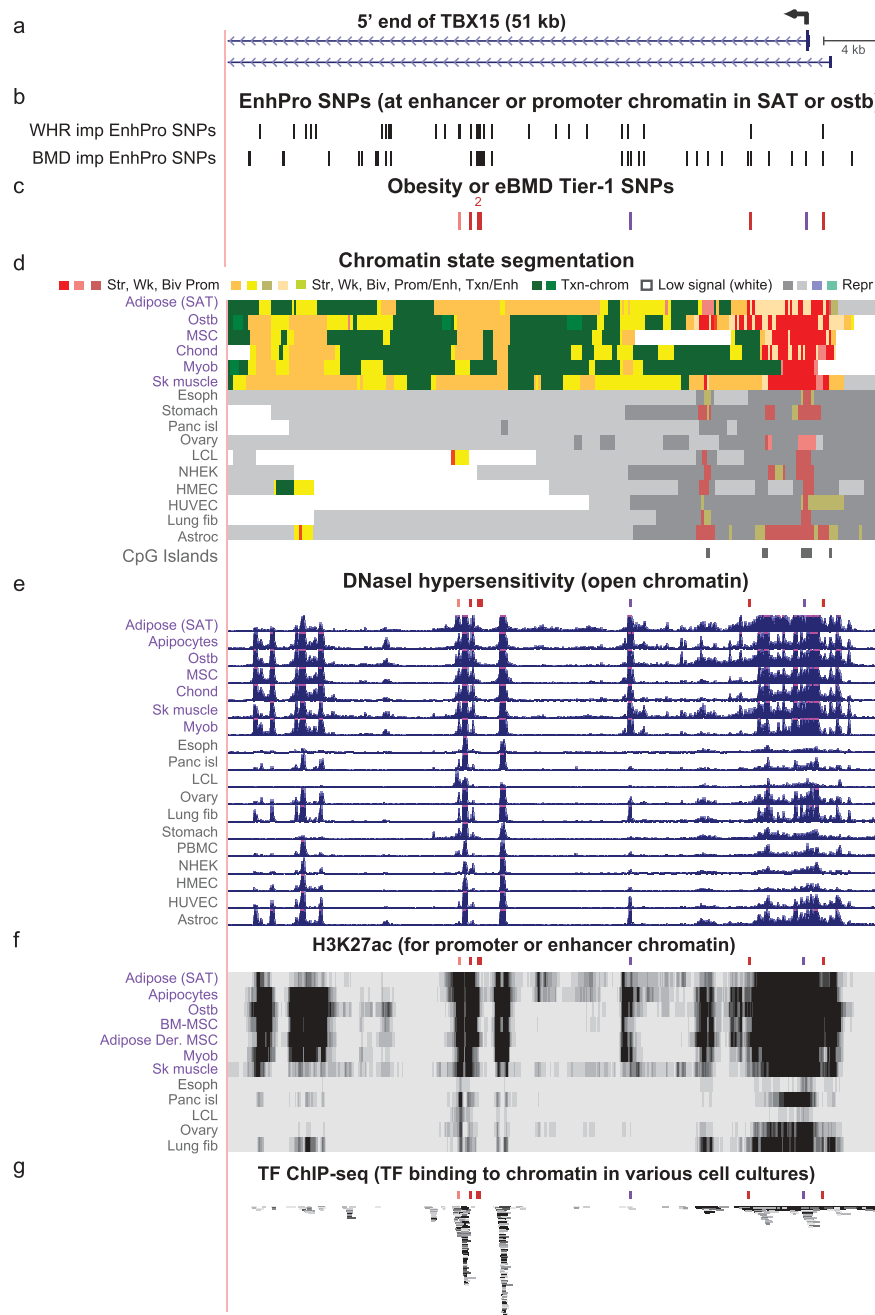 a
5' end of TBX15 (51 kb)
4 kb
b
EnhPro SNPs (at enhancer or promoter chromatin in SAT or ostb)
WHR imp EnhPro SNPs
BMD imp EnhPro SNPs
c
Obesity or eBMD Tier-1 SNPs
2
d
Chromatin state segmentation
Str, Wk, Biv Prom
Str, Wk, Biv, Prom/Enh, Txn/Enh
Txn-chrom
Low signal (white)
Repr
Adipose (SAT)
Ostb
MSC
Chond
Myob
Sk muscle
Esoph
Stomach
Panc isl
Ovary
LCL
NHEK
HMEC
HUVEC
Lung fib
Astroc
CpG Islands
e
DNaseI hypersensitivity (open chromatin)
Adipose (SAT)
Apipocytes
Ostb
MSC
Chond
Sk muscle
Myob
Esoph
Panc isl
LCL
Ovary
Lung fib
Stomach
PBMC
NHEK
HMEC
HUVEC
Astroc
f
H3K27ac (for promoter or enhancer chromatin)
Adipose (SAT)
Apipocytes
Ostb
BM-MSC
Adipose Der. MSC
Myob
Sk muscle
Esoph
Panc isl
LCL
Ovary
Lung fib
g
TF ChIP-seq (TF binding to chromatin in various cell cultures)